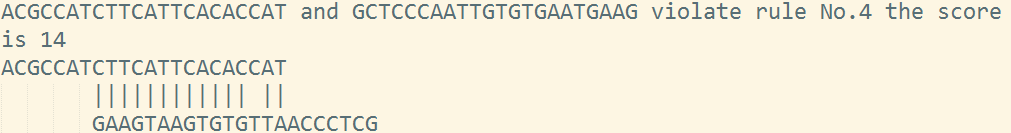 ACGCCATCTTCATTCACACCAT and GCTCCCAATTGTGTGAATGAAG violate rule No.4 the score
is 14
ACGCCATCTTCATTCACACCAT
       |||||||||||| ||
       GAAGTAAGTGTGTTAACCCTCG